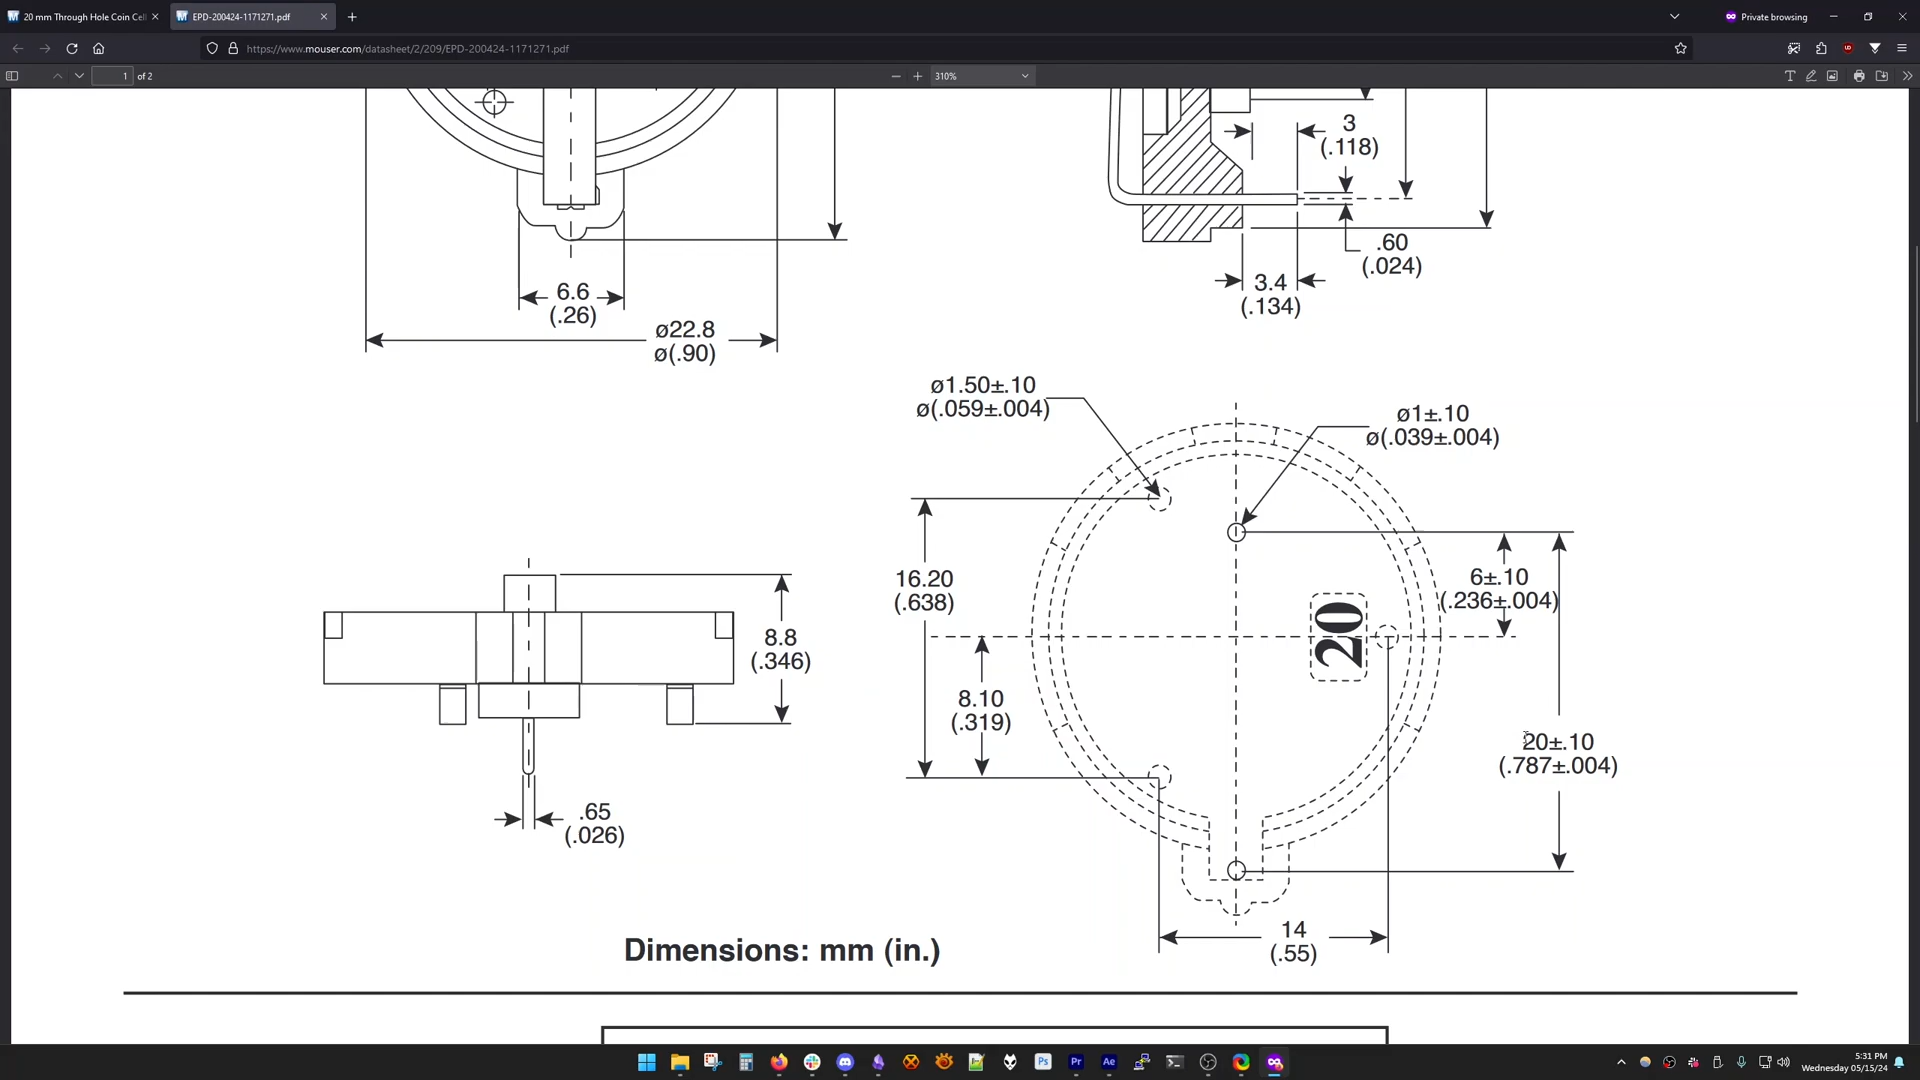 20 mm Through Hole Coin Cell
EPD-200424-1171271.pdf
Private browsing
https://www.mouser.com/datasheet/2/209/EPD-200424-1171271.pdf
1 of 2
310%
3
(.118)
.60
(.024)
3.4
(.134)
6.6
(.26)
ø22.8
ø(.90)
ø1.50±.10
ø(.059±.004)
ø1±.10
ø(.039±.004)
16.20
(.638)
6±.10
(.236±.004)
20
8.8
(.346)
8.10
(.319)
20±.10
(.787±.004)
.65
(.026)
14
(.55)
Dimensions: mm (in.)
Ps
Pr
Ae
5:31 PM
Wednesday 05/15/24